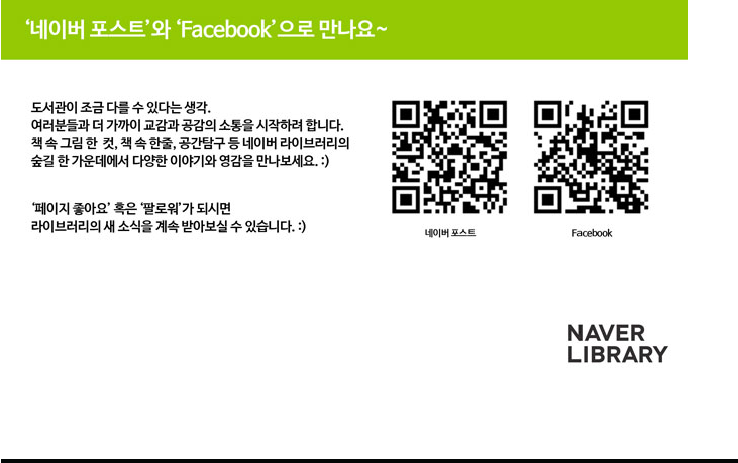 ‘네이버 포스트’와 ‘Facebook’으로 만나요~
도서관이 조금 다를 수 있다는 생각.
여러분들과 더 가까이 교감과 공감의 소통을 시작하려 합니다.
책 속 그림 한 컷, 책 속 한줄, 공간탐구 등 네이버 라이브러리의
숲길 한 가운데에서 다양한 이야기와 영감을 만나보세요. :)
‘페이지 좋아요’ 혹은 ‘팔로워’가 되시면
라이브러리의 새 소식을 계속 받아보실 수 있습니다. :)
네이버 포스트
Facebook
NAVER
LIBRARY